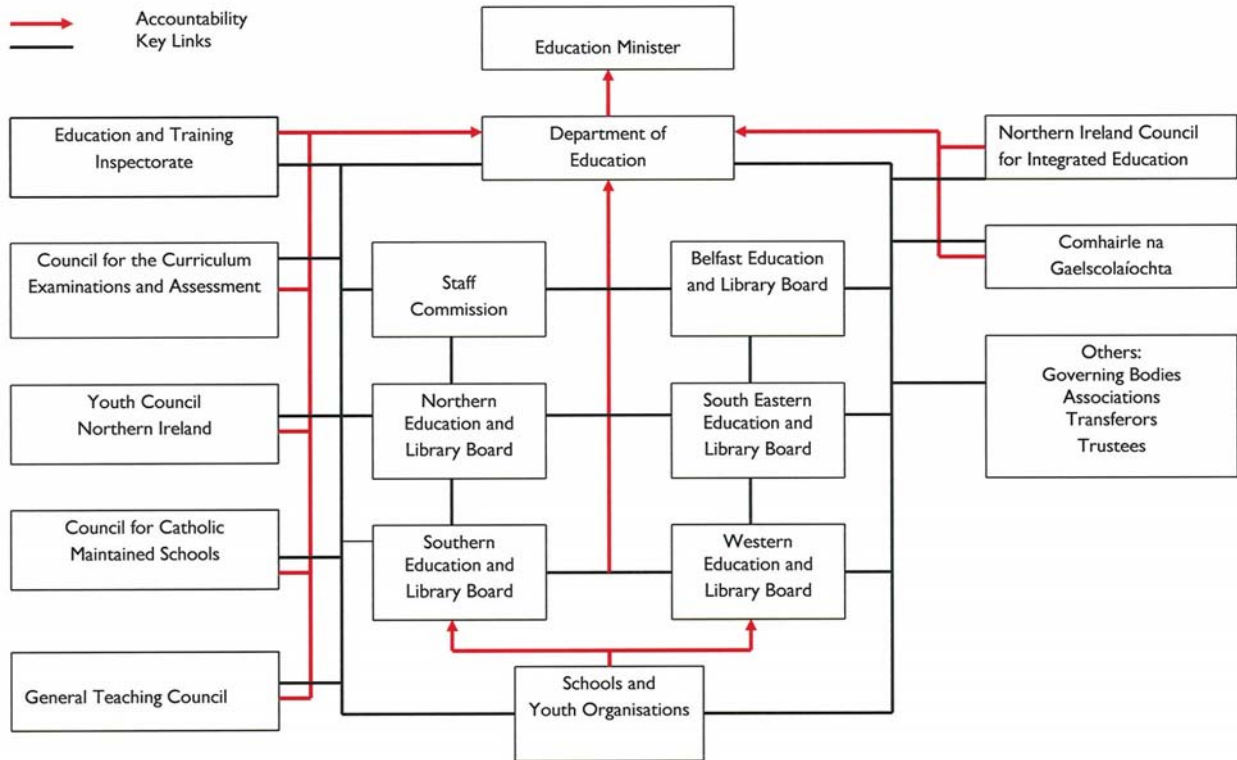 Accountability
Key Links
Education Minister
Education and Training
Inspectorate
Department of
Education
Northern Ireland Council
for Integrated Education
Council for the Curriculum
Examinations and Assessment
Staff
Commission
Belfast Education
and Library Board
Comhairle na
Gaelscolaíochta
Youth Council
Northern Ireland
Northern
Education and
Library Board
South Eastern
Education and
Library Board
Others:
Governing Bodies
Associations
Transferors
Trustees
Council for Catholic
Maintained Schools
Southern
Education and
Library Board
Western
Education and
Library Board
General Teaching Council
Schools and
Youth Organisations